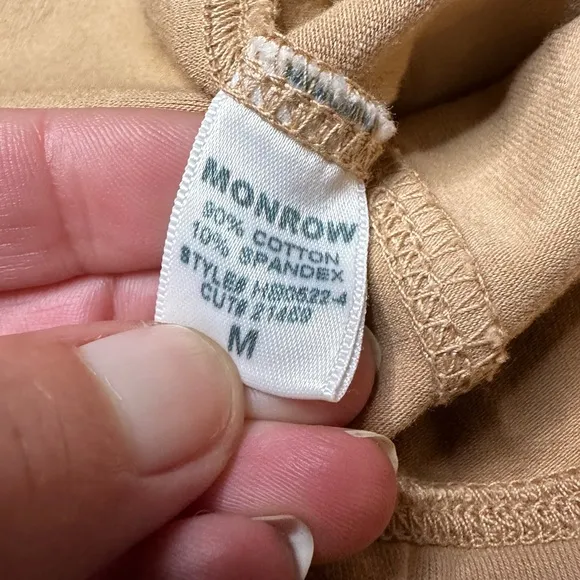 MONROW
90% COTTON
10% SPANDEX
STYLE# HB0522-4
CUT# 21489
M